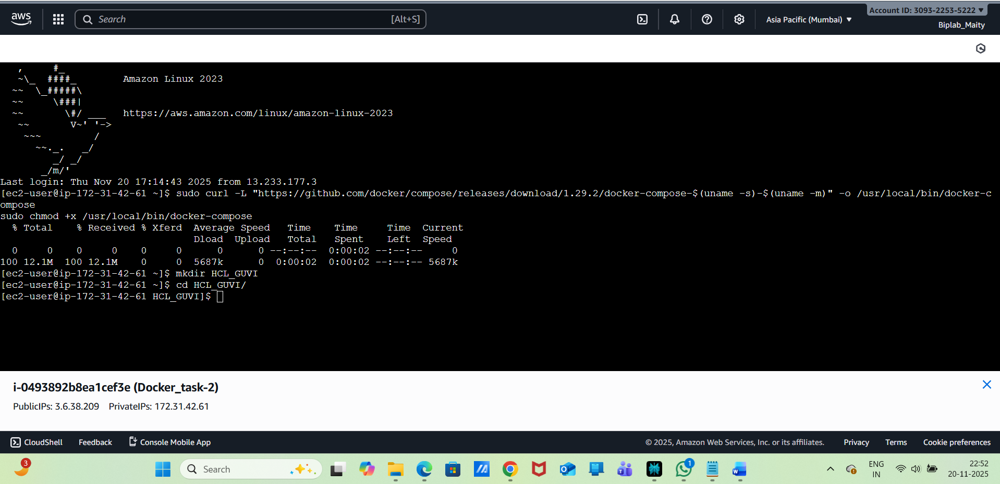 aws
Search
[Alt+S]
Asia Pacific (Mumbai) ▼
Account ID: 3093-2253-5222 ▼
Biplab_Maity
   ,     #_
   ~\_  ####_        Amazon Linux 2023
  ~~  \_#####\
  ~~     \###|
  ~~       \#/ ___   https://aws.amazon.com/linux/amazon-linux-2023
   ~~       V~' '->
    ~~~         /
      ~~._.   _/
         _/ _/
       _/m/'
Last login: Thu Nov 20 17:14:43 2025 from 13.233.177.3
[ec2-user@ip-172-31-42-61 ~]$ sudo curl -L "https://github.com/docker/compose/releases/download/1.29.2/docker-compose-$(uname -s)-$(uname -m)" -o /usr/local/bin/docker-c
ompose
sudo chmod +x /usr/local/bin/docker-compose
  % Total    % Received % Xferd  Average Speed   Time    Time     Time  Current
                                 Dload  Upload   Total   Spent    Left  Speed
  0     0    0     0    0     0      0      0 --:--:--  0:00:02 --:--:--     0
100 12.1M  100 12.1M    0     0  5687k      0  0:00:02  0:00:02 --:--:-- 5687k
[ec2-user@ip-172-31-42-61 ~]$ mkdir HCL_GUVI
[ec2-user@ip-172-31-42-61 ~]$ cd HCL_GUVI/
[ec2-user@ip-172-31-42-61 HCL_GUVI]$
i-0493892b8ea1cef3e (Docker_task-2)
PublicIPs: 3.6.38.209 PrivateIPs: 172.31.42.61
CloudShell
Feedback
Console Mobile App
© 2025, Amazon Web Services, Inc. or its affiliates.
Privacy
Terms
Cookie preferences
3
Search
1
ENG
IN
22:52
20-11-2025